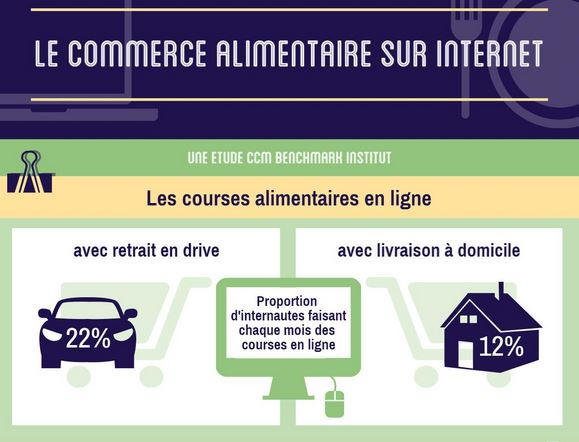 LE COMMERCE ALIMENTAIRE SUR INTERNET
UNE ETUDE CCM BENCHMARK INSTITUT
Les courses alimentaires en ligne
avec retrait en drive
avec livraison à domicile
22%
Proportion
d'internautes faisant
chaque mois des
courses en ligne
12%